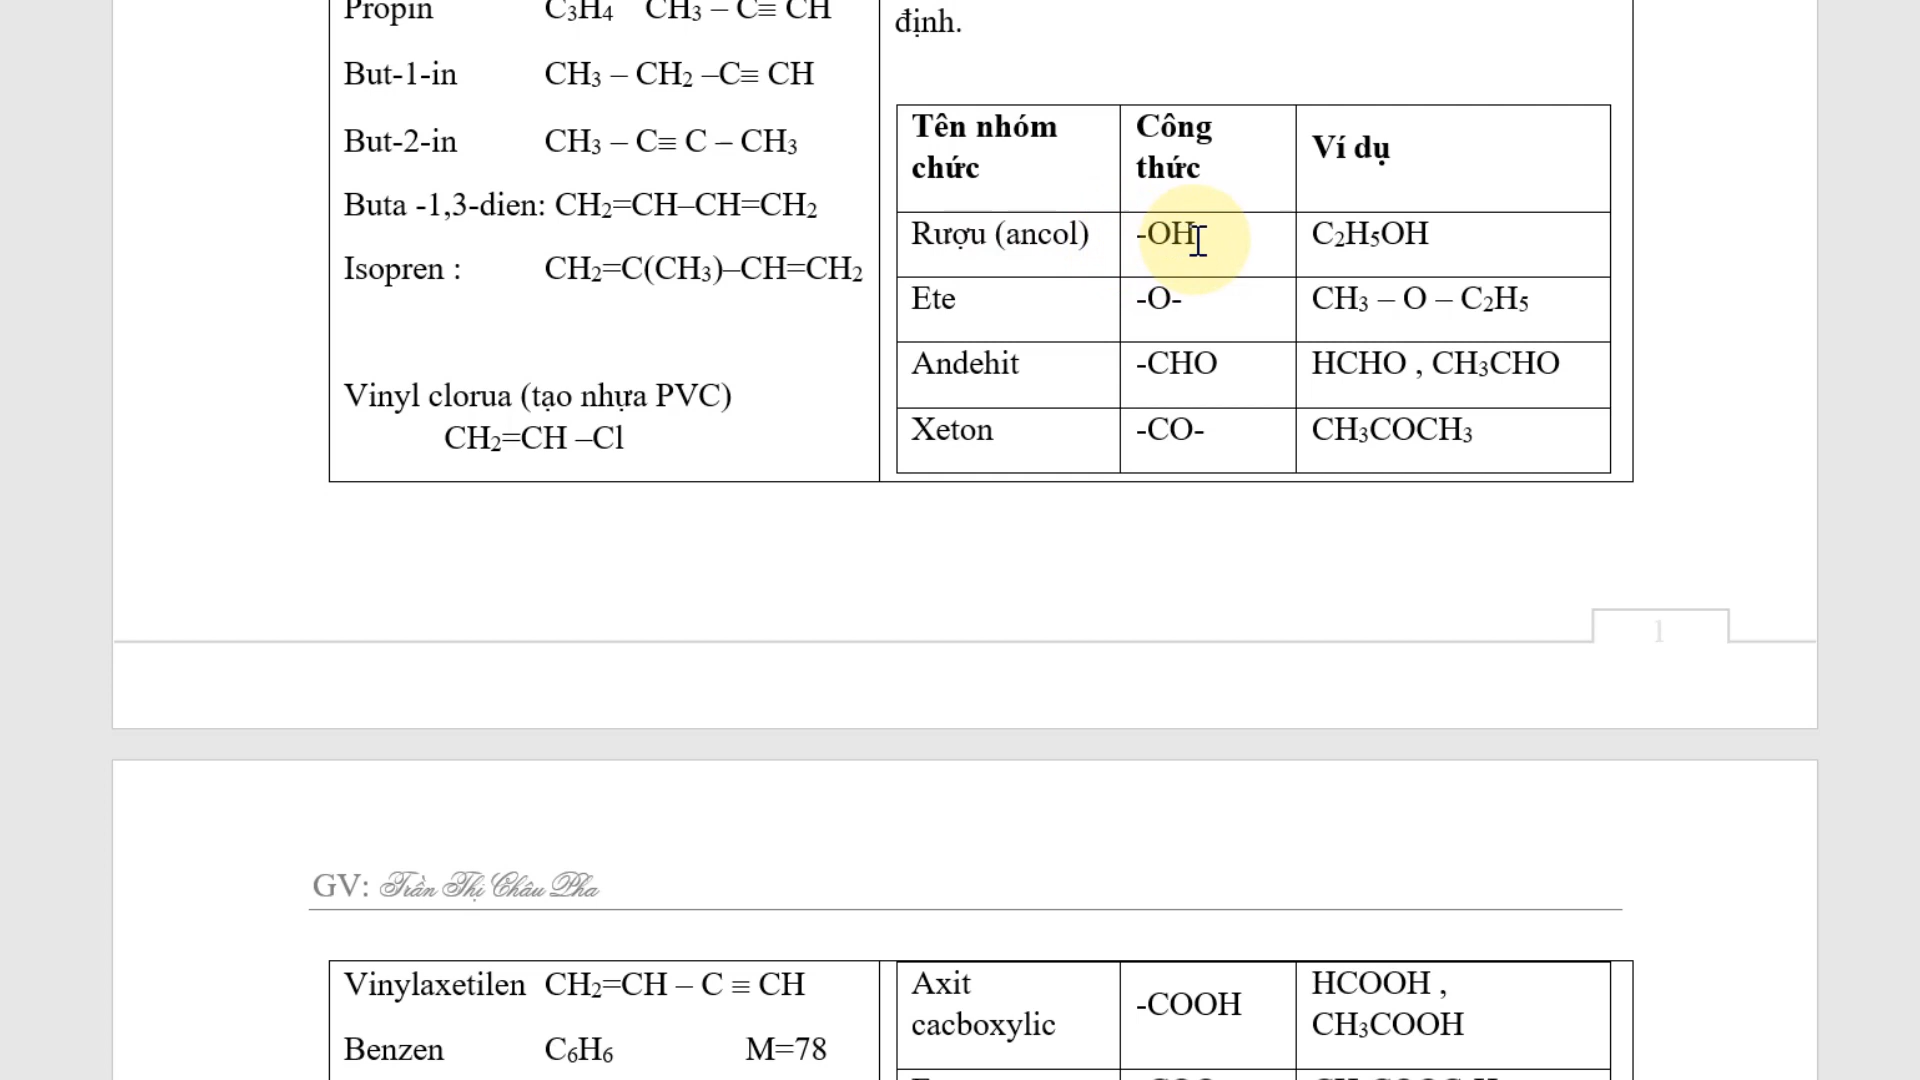 Propin C₃H₄ CH₃ – C≡ CH
But-1-in CH₃ – CH₂ –C≡ CH
But-2-in CH₃ – C≡ C – CH₃
Buta -1,3-dien: CH₂=CH–CH=CH₂
Isopren : CH₂=C(CH₃)–CH=CH₂
Vinyl clorua (tạo nhựa PVC)
CH₂=CH –Cl
định.
Tên nhóm chức Công thức Ví dụ
Rượu (ancol) -OH C₂H₅OH
Ete -O- CH₃ – O – C₂H₅
Andehit -CHO HCHO , CH₃CHO
Xeton -CO- CH₃COCH₃
1
GV: Trần Thị Châu Pha
Vinylaxetilen CH₂=CH – C ≡ CH
Benzen C₆H₆ M=78
Axit cacboxylic -COOH HCOOH , CH₃COOH